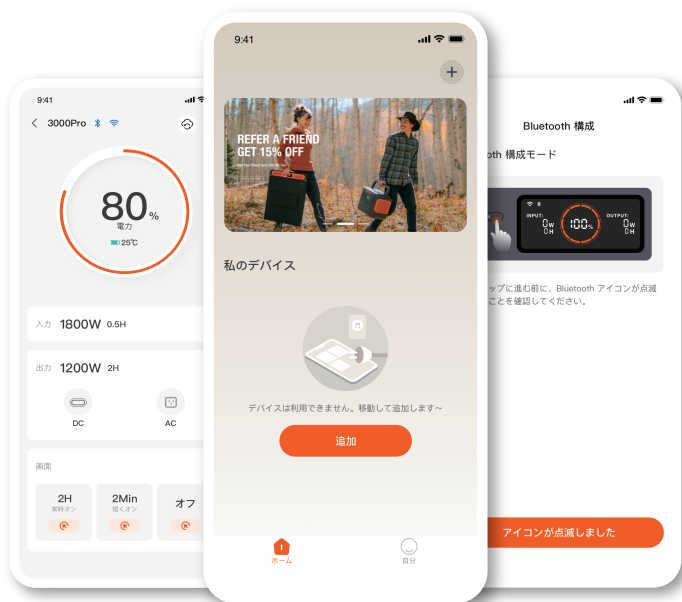 9:41
3000Pro
80%
電力
25℃
入力 1800W 0.5H
出力 1200W 2H
DC
AC
画面
2H
常時オン
2Min
短くオン
オフ
9:41
REFER A FRIEND
GET 15% OFF
私のデバイス
デバイスは利用できません。移動して追加します～
追加
ホーム
自分
Bluetooth 構成
oth 構成モード
INPUT:
0W
0H
100%
OUTPUT:
0W
0H
ップに進む前に、Bluetooth アイコンが点滅
ことを確認してください。
アイコンが点滅しました